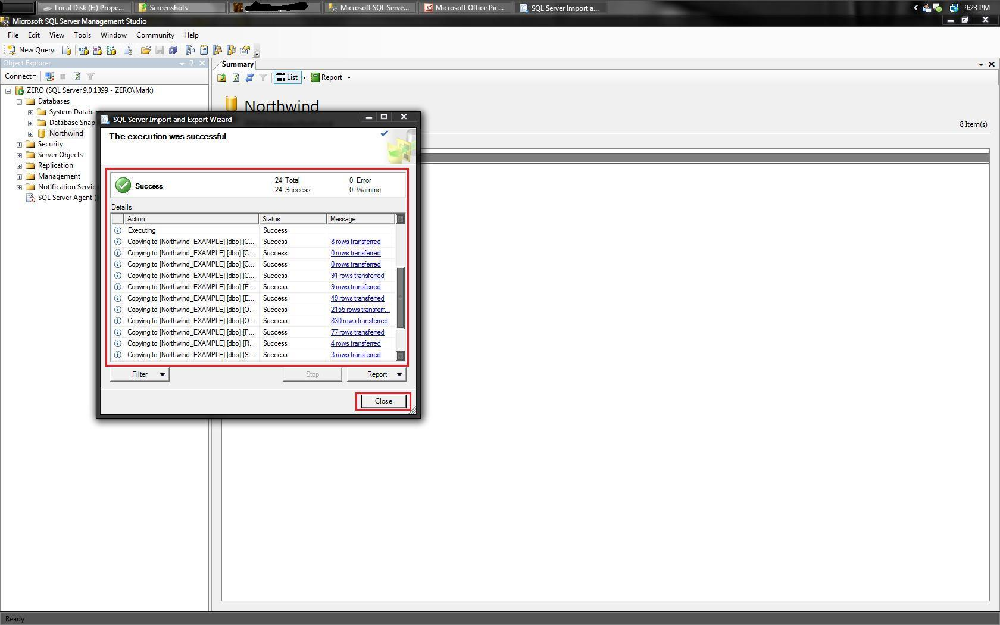 Local Disk (F:) Prope...
Screenshots
Microsoft SQL Serve...
Microsoft Office Pic...
SQL Server Import a...
<
9:23 PM
Microsoft SQL Server Management Studio
File Edit View Tools Window Community Help
New Query
Object Explorer
Summary
Connect
List
Report
ZERO (SQL Server 9.0.1399 - ZERO\Mark)
Databases
System Databases
Database Snap
Northwind
Security
Server Objects
Replication
Management
Notification Servic
SQL Server Agent (
Northwind
8 Item(s)
SQL Server Import and Export Wizard
The execution was successful
Success
24 Total
0 Error
24 Success
0 Warning
Details:
Action Status Message
Executing Success
Copying to [Northwind_EXAMPLE].[dbo].[C... Success 8 rows transferred
Copying to [Northwind_EXAMPLE].[dbo].[C... Success 0 rows transferred
Copying to [Northwind_EXAMPLE].[dbo].[C... Success 0 rows transferred
Copying to [Northwind_EXAMPLE].[dbo].[C... Success 91 rows transferred
Copying to [Northwind_EXAMPLE].[dbo].[E... Success 9 rows transferred
Copying to [Northwind_EXAMPLE].[dbo].[E... Success 49 rows transferred
Copying to [Northwind_EXAMPLE].[dbo].[O... Success 2155 rows transferr...
Copying to [Northwind_EXAMPLE].[dbo].[O... Success 830 rows transferred
Copying to [Northwind_EXAMPLE].[dbo].[P... Success 77 rows transferred
Copying to [Northwind_EXAMPLE].[dbo].[R... Success 4 rows transferred
Copying to [Northwind_EXAMPLE].[dbo].[S... Success 3 rows transferred
Filter
Stop
Report
Close
Ready